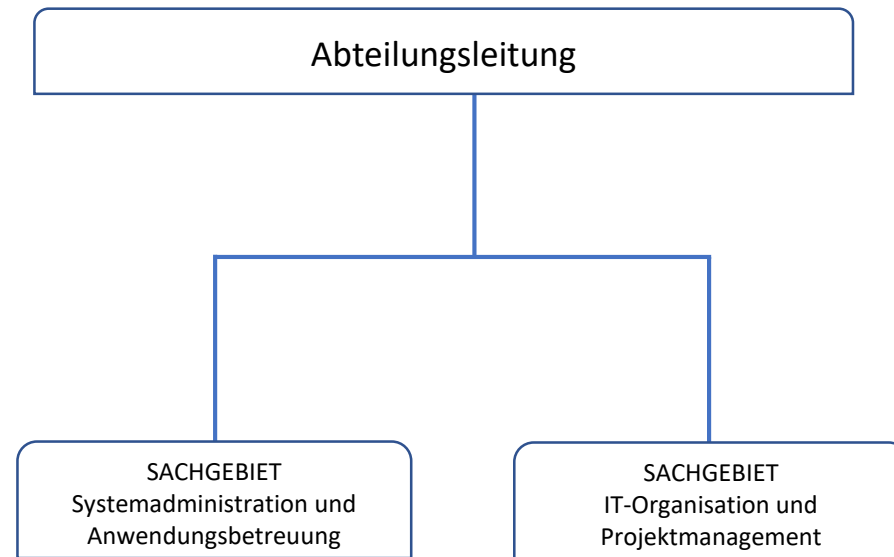 Abteilungsleitung
SACHGEBIET
Systemadministration und
Anwendungsbetreuung
SACHGEBIET
IT-Organisation und
Projektmanagement